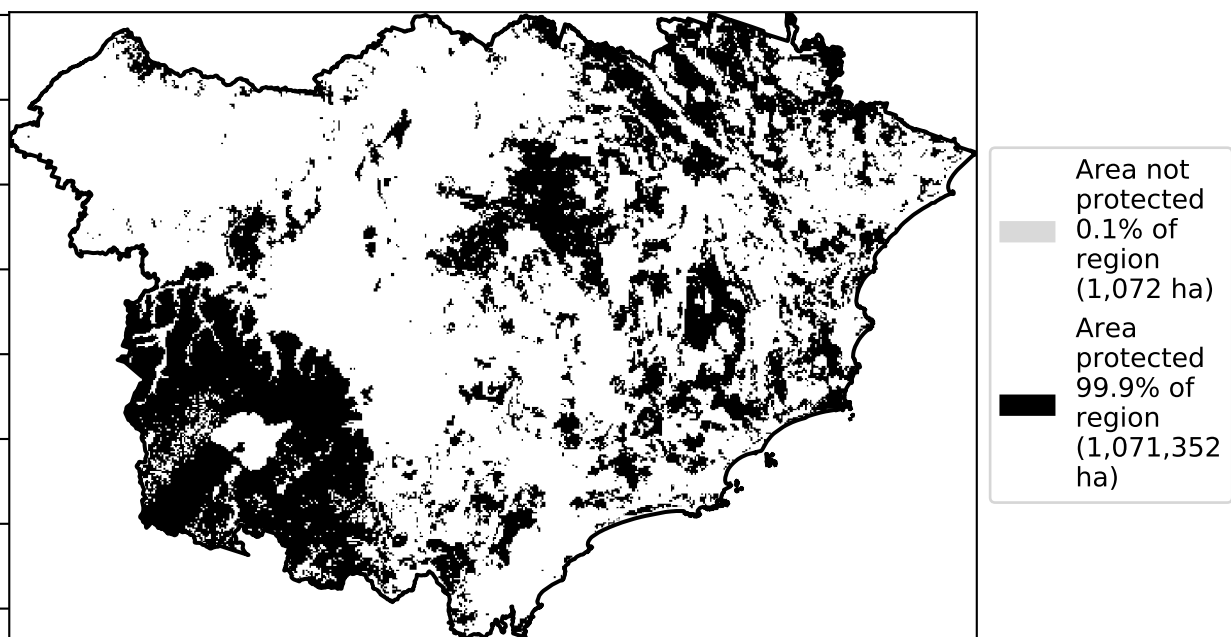 Area not
protected
0.1% of
region
(1,072 ha)
Area
protected
99.9% of
region
(1,071,352
ha)